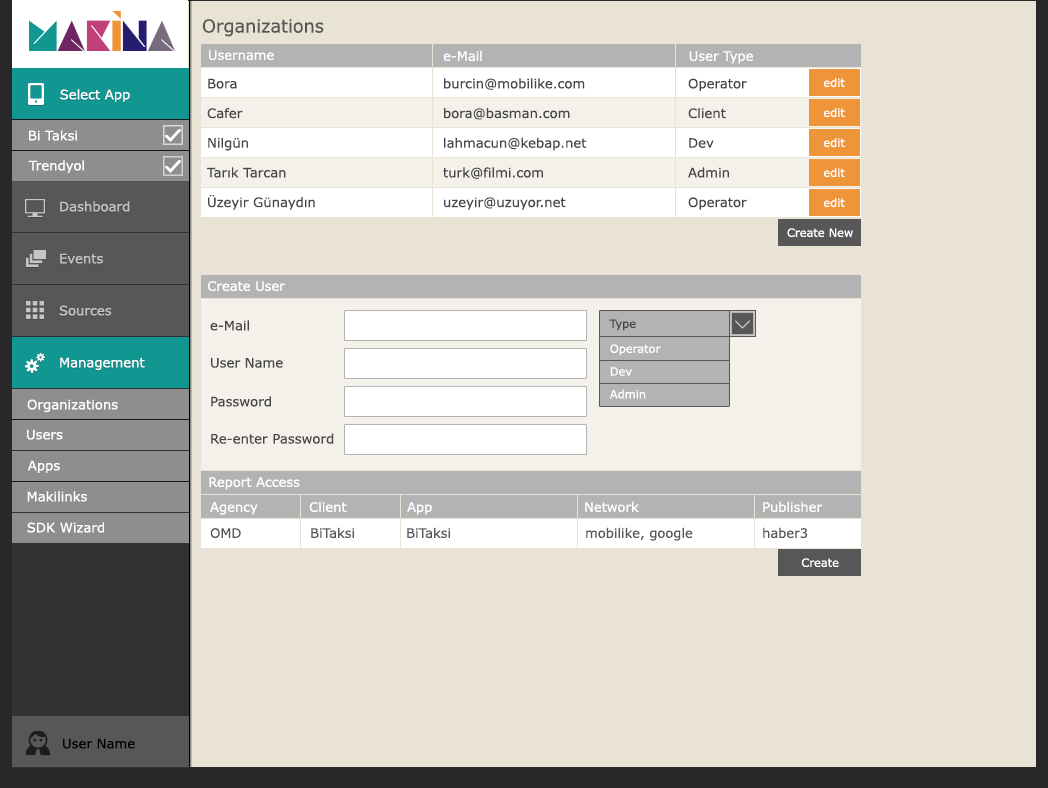 MAKİNA
Select App
Bi Taksi
Trendyol
Dashboard
Events
Sources
Management
Organizations
Users
Apps
Makilinks
SDK Wizard
User Name
Organizations
Username e-Mail User Type
Bora burcin@mobilike.com Operator edit
Cafer bora@basman.com Client edit
Nilgün lahmacun@kebap.net Dev edit
Tarık Tarcan turk@filmi.com Admin edit
Üzeyir Günaydın uzeyir@uzuyor.net Operator edit
Create New
Create User
e-Mail Type
Operator
User Name
Dev
Admin
Password
Re-enter Password
Report Access
Agency Client App Network Publisher
OMD BiTaksi BiTaksi mobilike, google haber3
Create